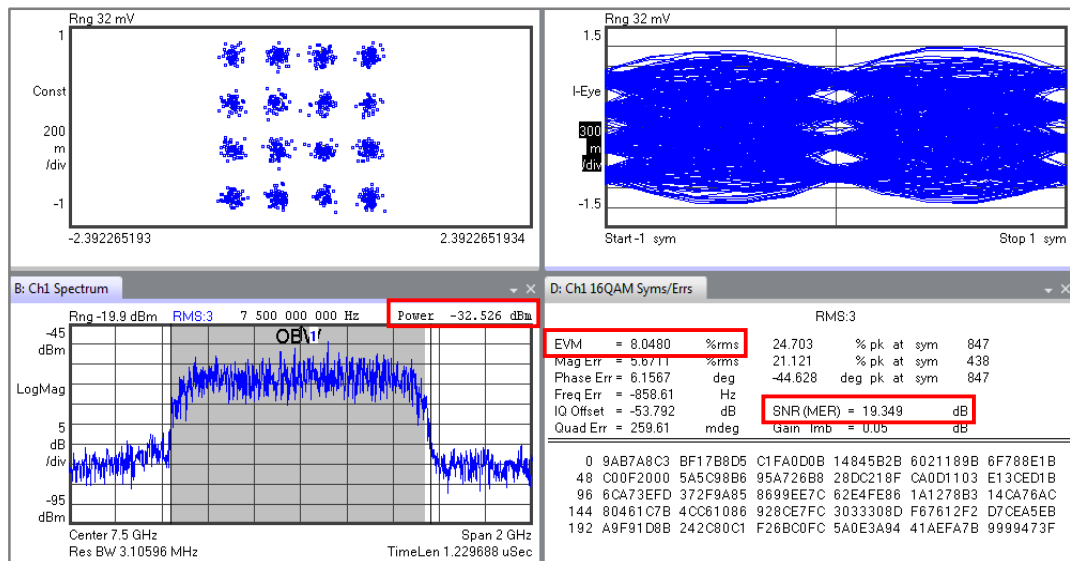 Rng 32 mV
1
Const
200
m
/div
-1
-2.392265193 2.3922651934
Rng 32 mV
1.5
I-Eye
300
m
/div
-1.5
Start -1 sym Stop 1 sym
B: Ch1 Spectrum
Rng -19.9 dBm RMS:3 7 500 000 000 Hz Power -32.526 dBm
-45
dBm
LogMag
5
dB
/div
-95
dBm
1
Center 7.5 GHz Span 2 GHz
Res BW 3.10596 MHz TimeLen 1.229688 uSec
D: Ch1 16QAM Syms/Errs
RMS:3
EVM = 8.0480 %rms 24.703 % pk at sym 847
Mag Err = 5.6711 %rms 21.121 % pk at sym 438
Phase Err = 6.1567 deg -44.628 deg pk at sym 847
Freq Err = -858.61 Hz
IQ Offset = -53.792 dB SNR (MER) = 19.349 dB
Quad Err = 259.61 mdeg Gain Imb = 0.05 dB
0 9AB7A8C3 BF17B8D5 C1FA0D0B 14845B2B 6021189B 6F788E1B
48 C00F2000 5A5C98B6 95A726B8 28DC218F CA0D1103 E13CED1B
96 6CA73EFD 372F9A85 8699EE7C 62E4FE86 1A1278B3 14CA76AC
144 80461C7B 4CC61086 928CE7FC 3033308D F67612F2 D7CEA5EB
192 A9F91D8B 242C80C1 F26BC0FC 5A0E3A94 41AEFA7B 9999473F